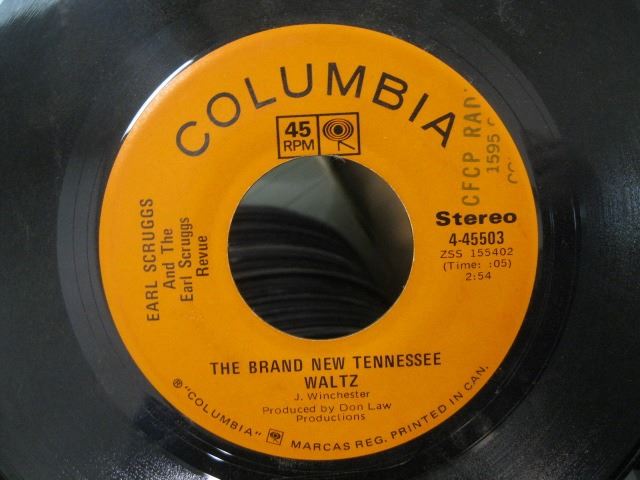 COLUMBIA
45
RPM
CFCP RAD
1595
EARL SCRUGGS
And The
Earl Scruggs
Revue
Stereo
4-45503
ZSS 155402
(Time: :05)
2:54
THE BRAND NEW TENNESSEE
WALTZ
J. Winchester
Produced by Don Law
Productions
℗"COLUMBIA" MARCAS REG. PRINTED IN CAN.